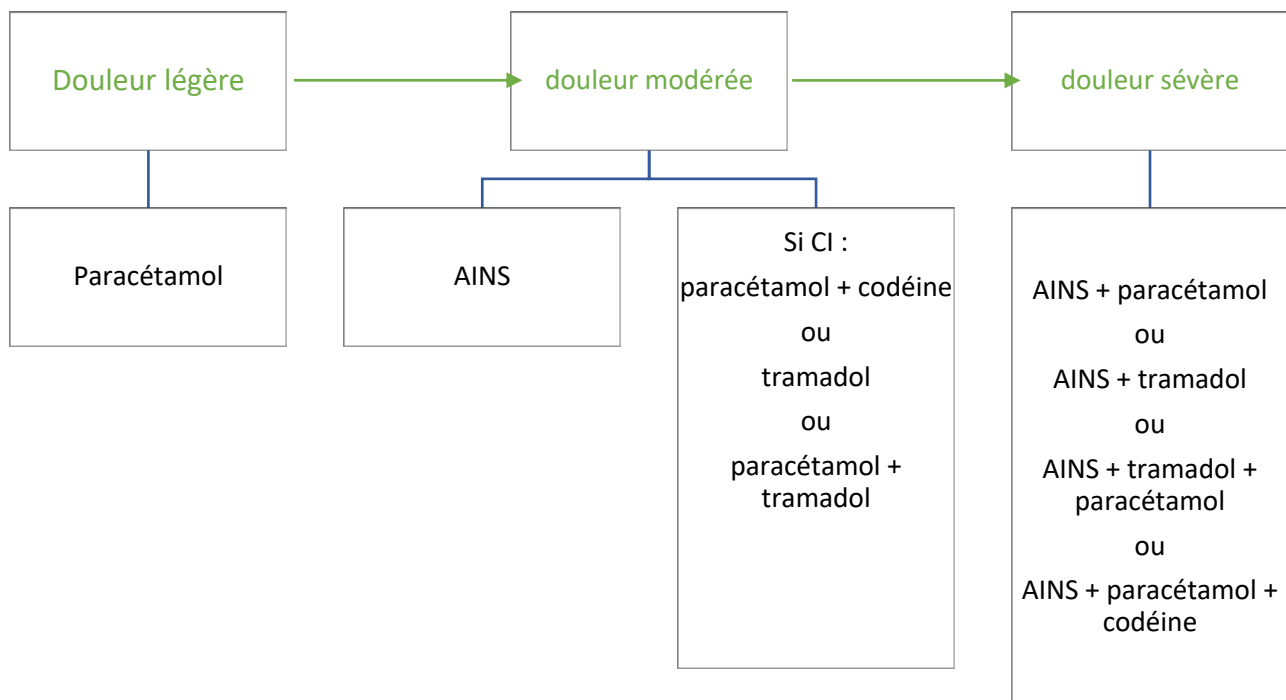 Douleur légère
douleur modérée
douleur sévère
Paracétamol
AINS
Si CI :
paracétamol + codéine
ou
tramadol
ou
paracétamol +
tramadol
AINS + paracétamol
ou
AINS + tramadol
ou
AINS + tramadol +
paracétamol
ou
AINS + paracétamol +
codéine